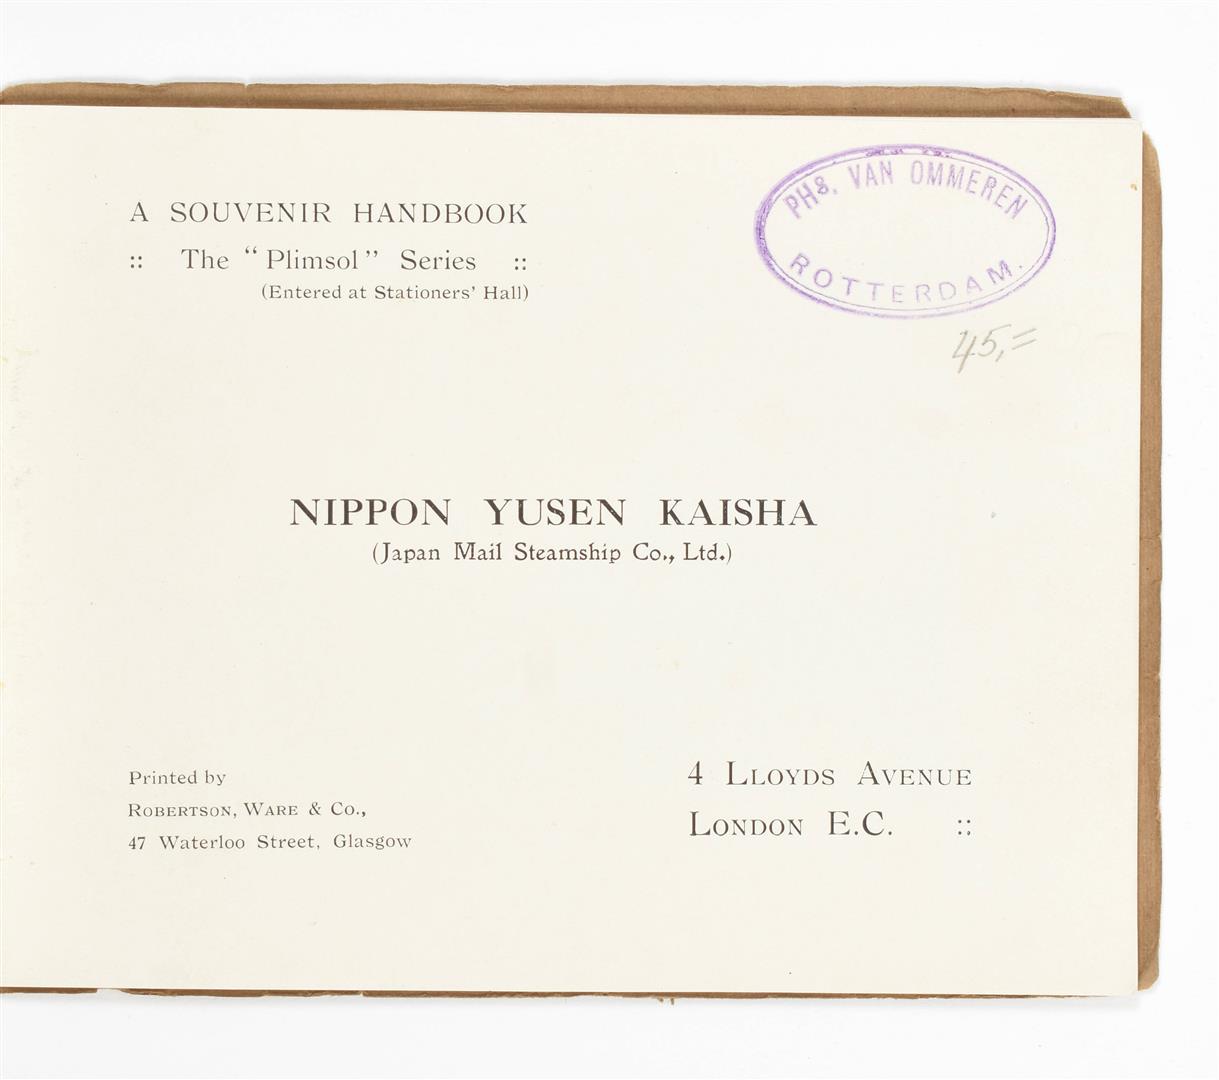 A SOUVENIR HANDBOOK
:: The “Plimsol” Series ::
(Entered at Stationers’ Hall)
PHS. VAN OMMEREN
ROTTERDAM.
45,=
NIPPON YUSEN KAISHA
(Japan Mail Steamship Co., Ltd.)
Printed by
ROBERTSON, WARE & CO.,
47 Waterloo Street, Glasgow
4 LLOYDS AVENUE
LONDON E.C. ::